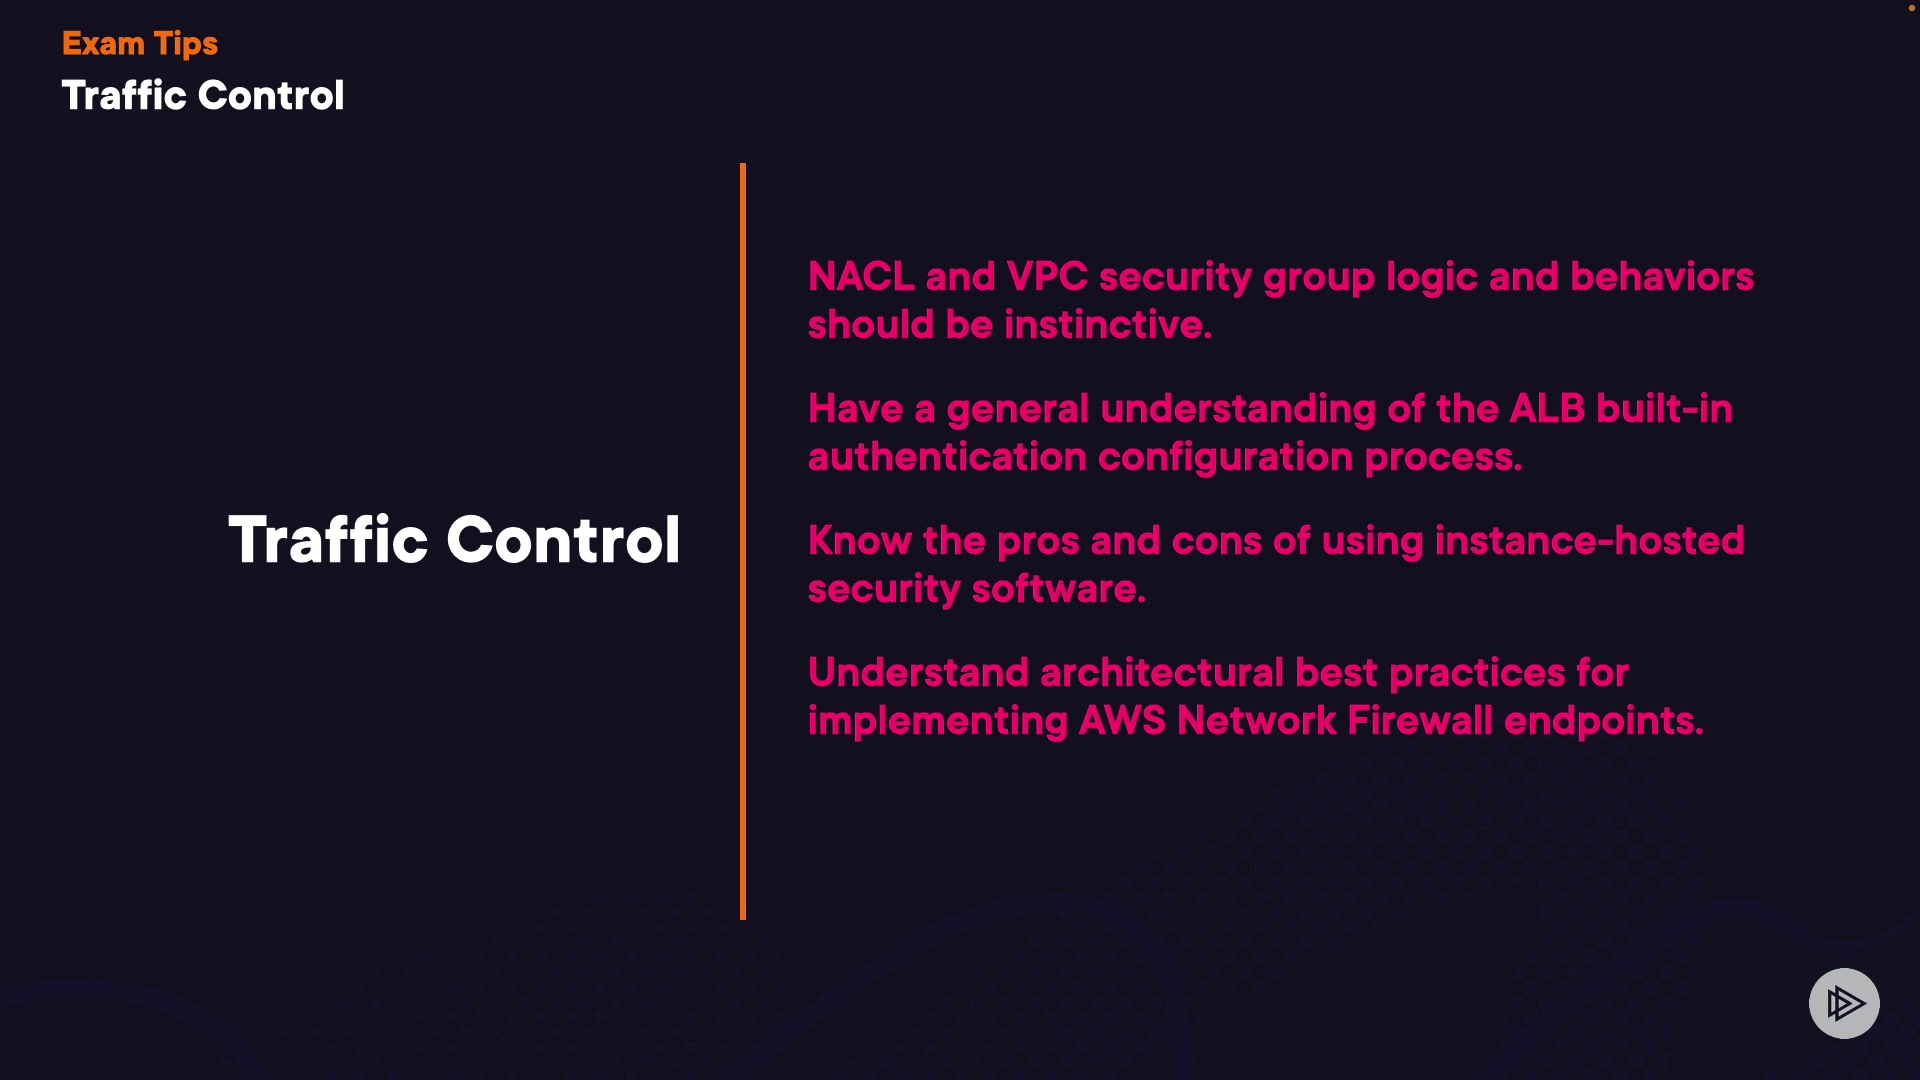 Exam Tips
Traffic Control
Traffic Control
NACL and VPC security group logic and behaviors
should be instinctive.
Have a general understanding of the ALB built-in
authentication configuration process.
Know the pros and cons of using instance-hosted
security software.
Understand architectural best practices for
implementing AWS Network Firewall endpoints.